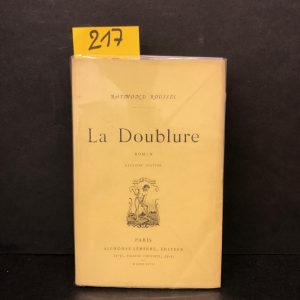 217
RAYMOND ROUSSEL
La Doublure
ROMAN
PARIS
ALPHONSE LEMERRE, ÉDITEUR